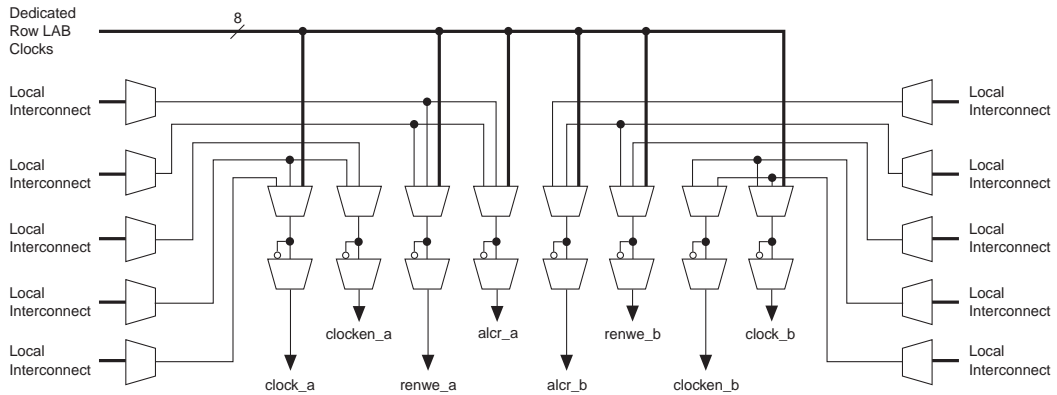 Dedicated
Row LAB
Clocks
8
Local
Interconnect
Local
Interconnect
Local
Interconnect
Local
Interconnect
Local
Interconnect
Local
Interconnect
Local
Interconnect
Local
Interconnect
Local
Interconnect
Local
Interconnect
clocken_a
alcr_a
renwe_b
clock_b
clock_a
renwe_a
alcr_b
clocken_b